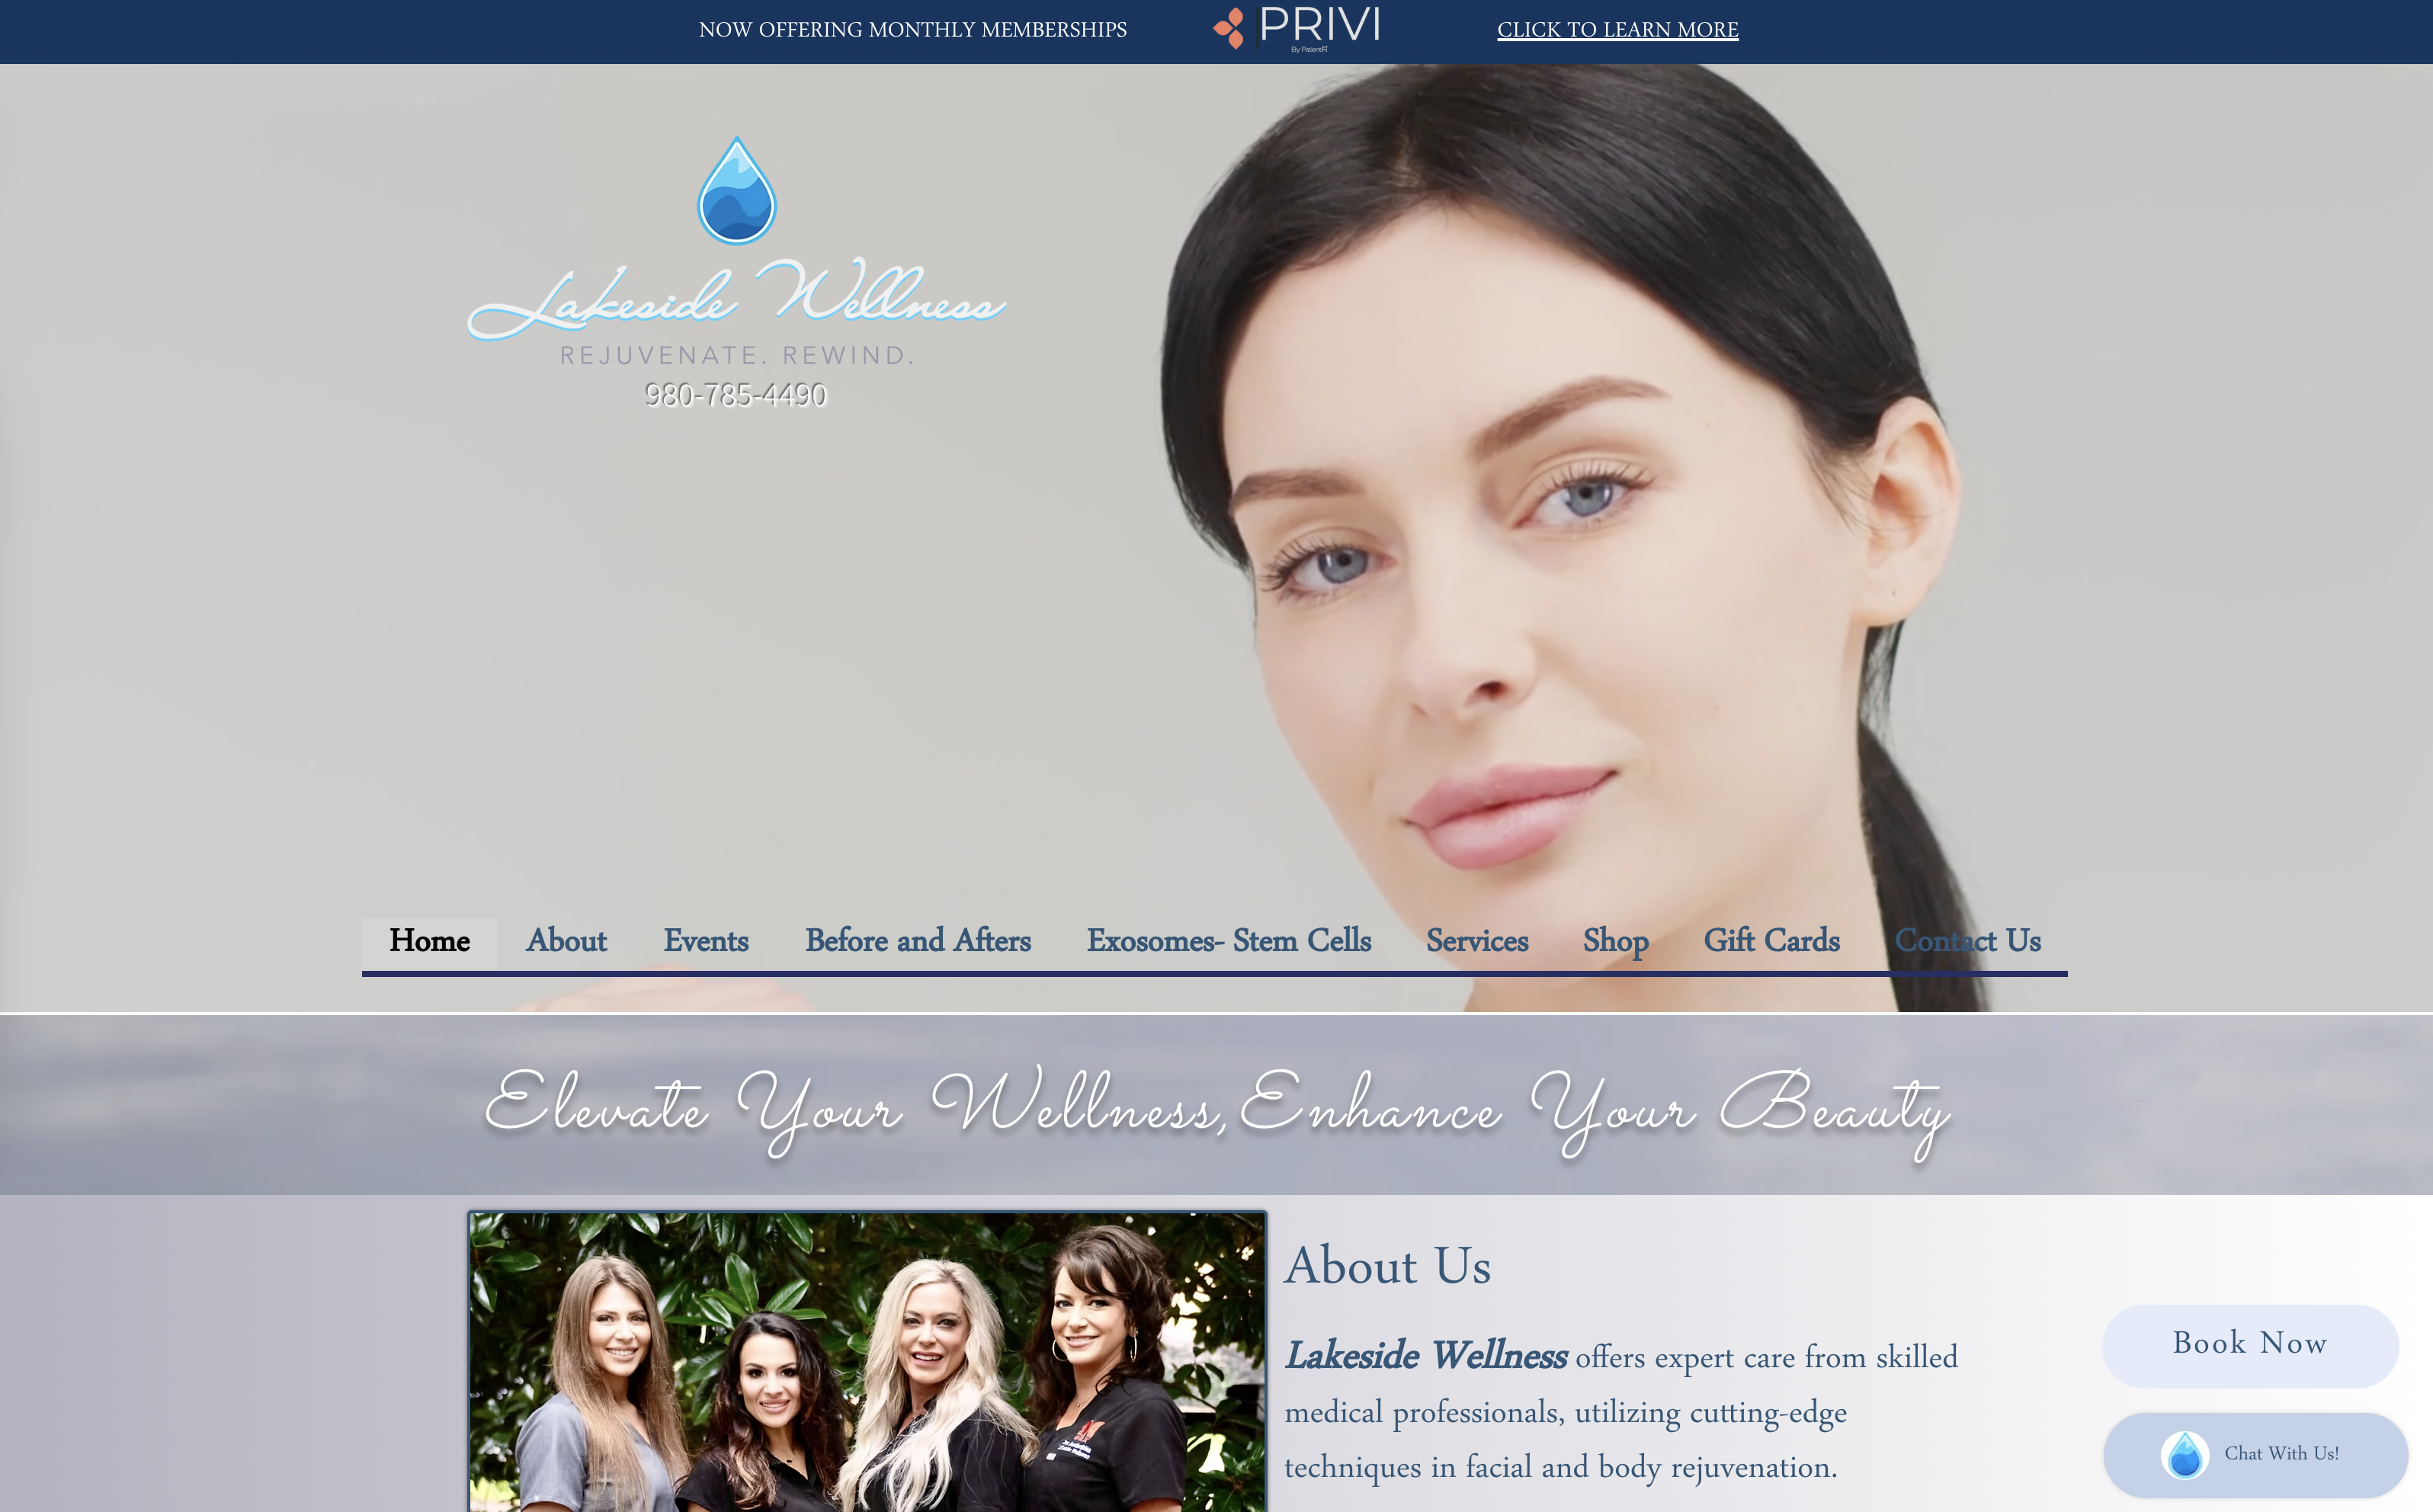 NOW OFFERING MONTHLY MEMBERSHIPS
PRIVI
By PatientFi
CLICK TO LEARN MORE
Lakeside Wellness
REJUVENATE. REWIND.
980-785-4490
Home About Events Before and Afters Exosomes- Stem Cells Services Shop Gift Cards Contact Us
Elevate Your Wellness, Enhance Your Beauty
About Us
Lakeside Wellness offers expert care from skilled
medical professionals, utilizing cutting-edge
techniques in facial and body rejuvenation.
Book Now
Chat With Us!